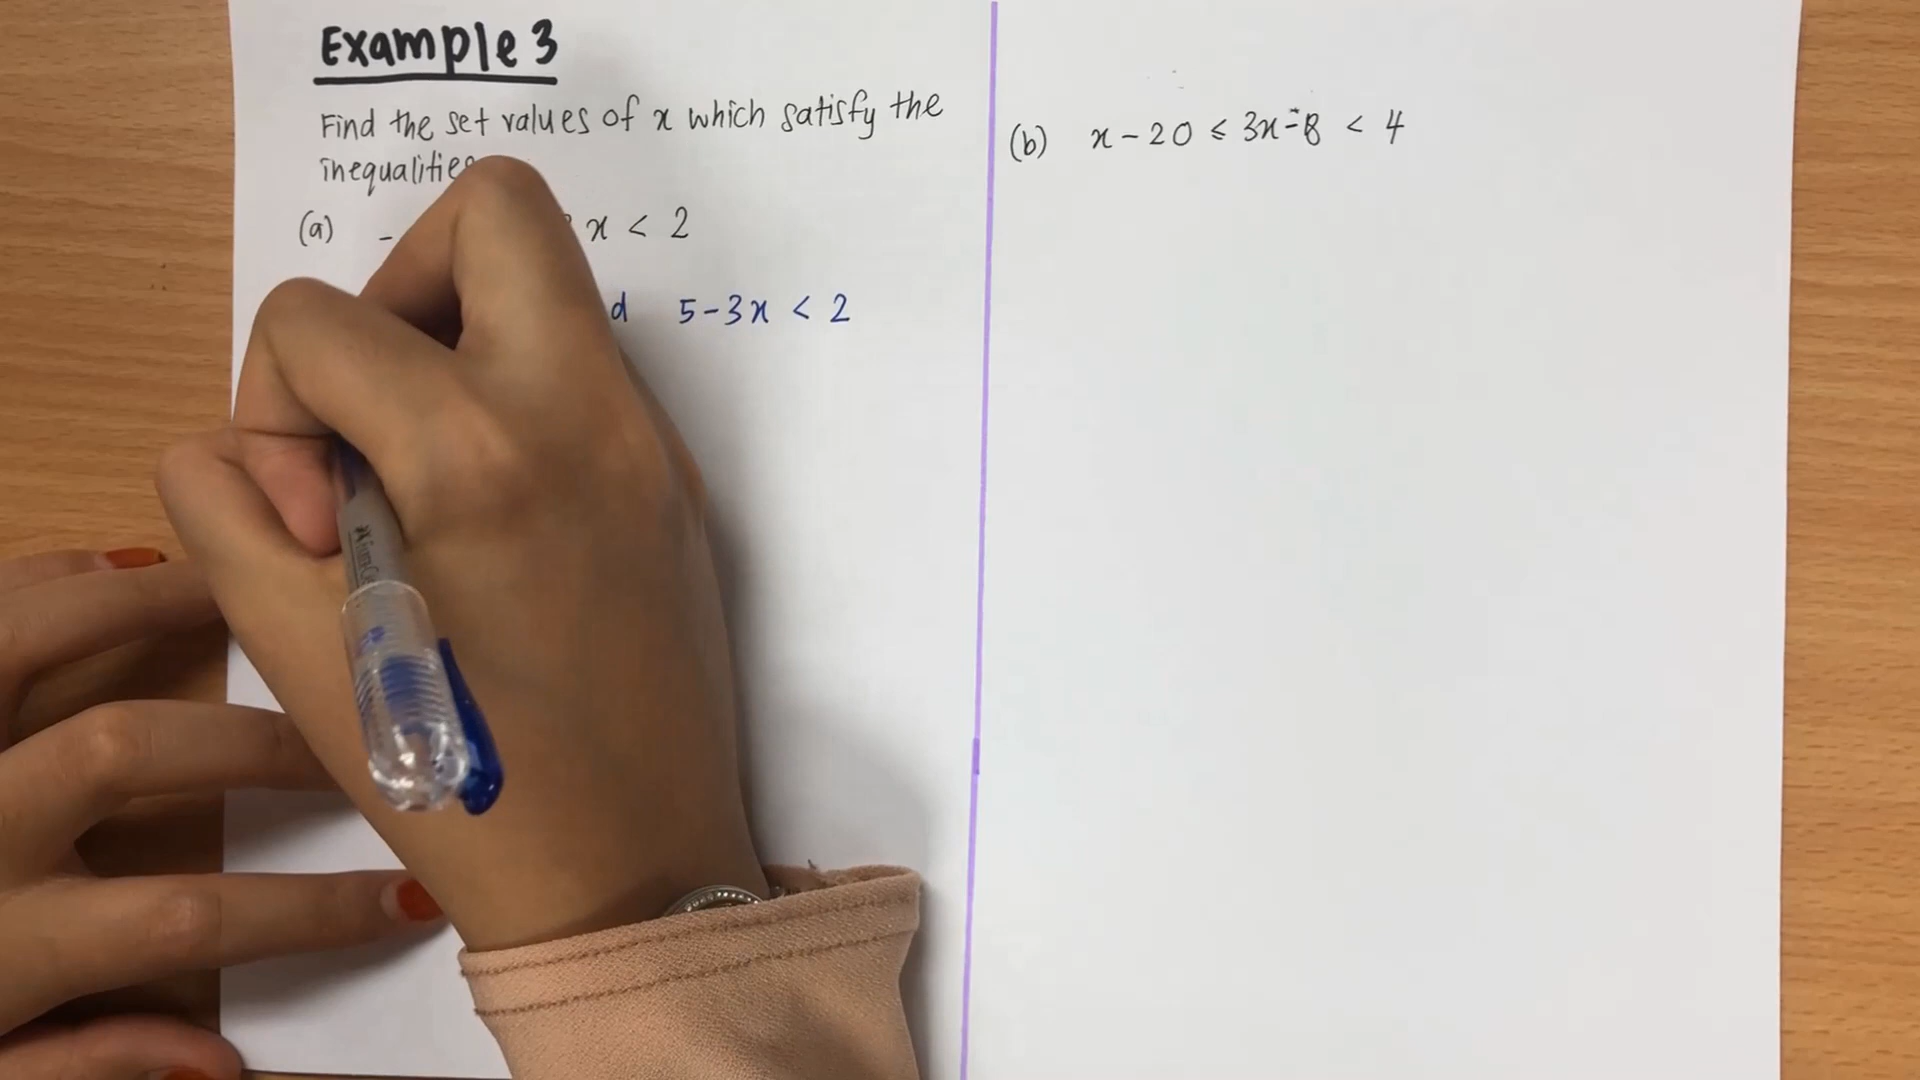 Example 3
Find the set values of x which satisfy the
inequalities
(a) - x < 2
d 5-3x < 2
(b) x - 20 ≤ 3x - 8 < 4